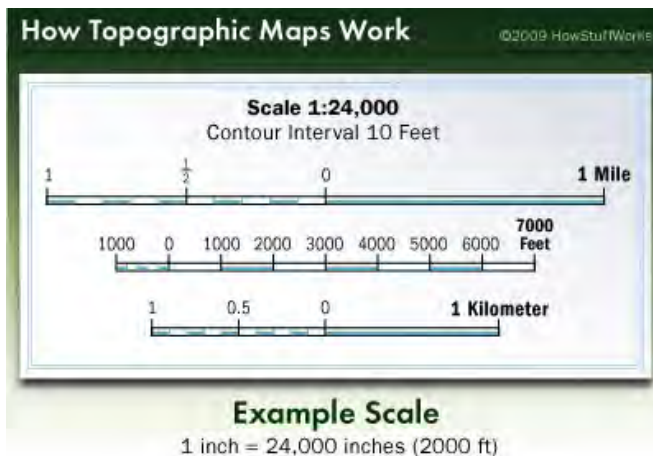 How Topographic Maps Work ©2009 HowStuffWorks
Scale 1:24,000
Contour Interval 10 Feet
1 ½ 0 1 Mile
1000 0 1000 2000 3000 4000 5000 6000 7000 Feet
1 0.5 0 1 Kilometer
Example Scale
1 inch = 24,000 inches (2000 ft)